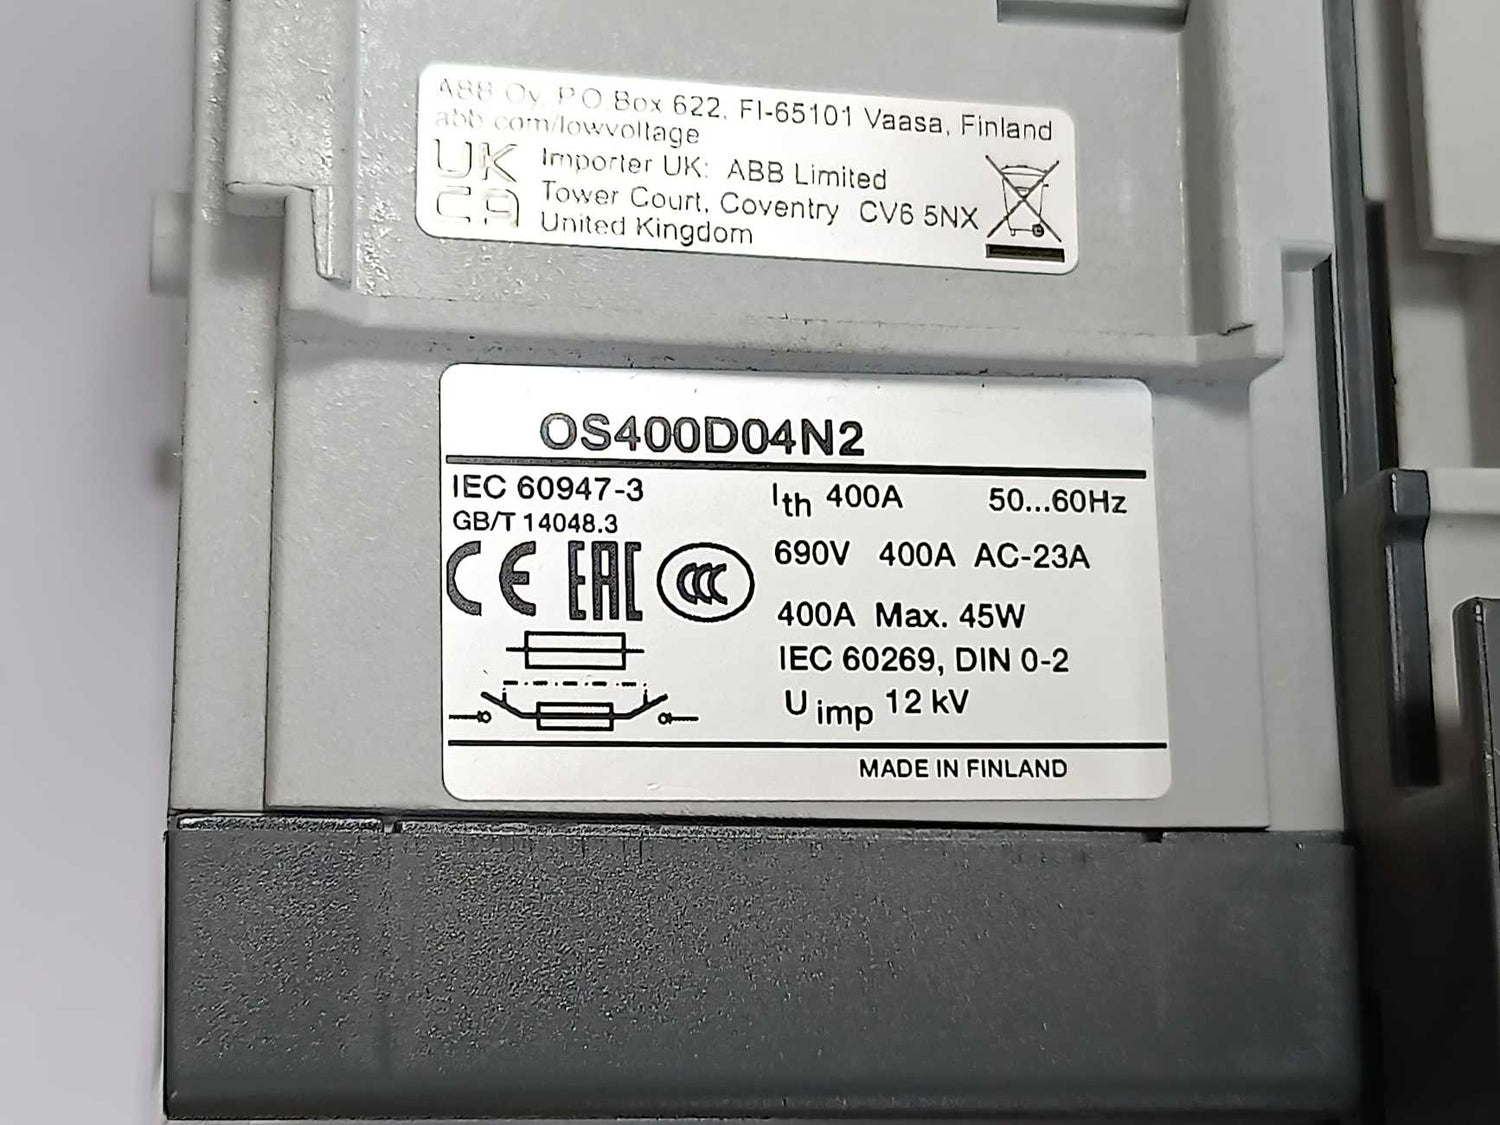 ABB Oy, P.O Box 622, FI-65101 Vaasa, Finland
abb.com/lowvoltage
UK
CA
Importer UK: ABB Limited
Tower Court, Coventry CV6 5NX
United Kingdom
OS400D04N2
IEC 60947-3
GB/T 14048.3
CE EAC CCC
Ith 400A 50...60Hz
690V 400A AC-23A
400A Max. 45W
IEC 60269, DIN 0-2
U imp 12 kV
MADE IN FINLAND